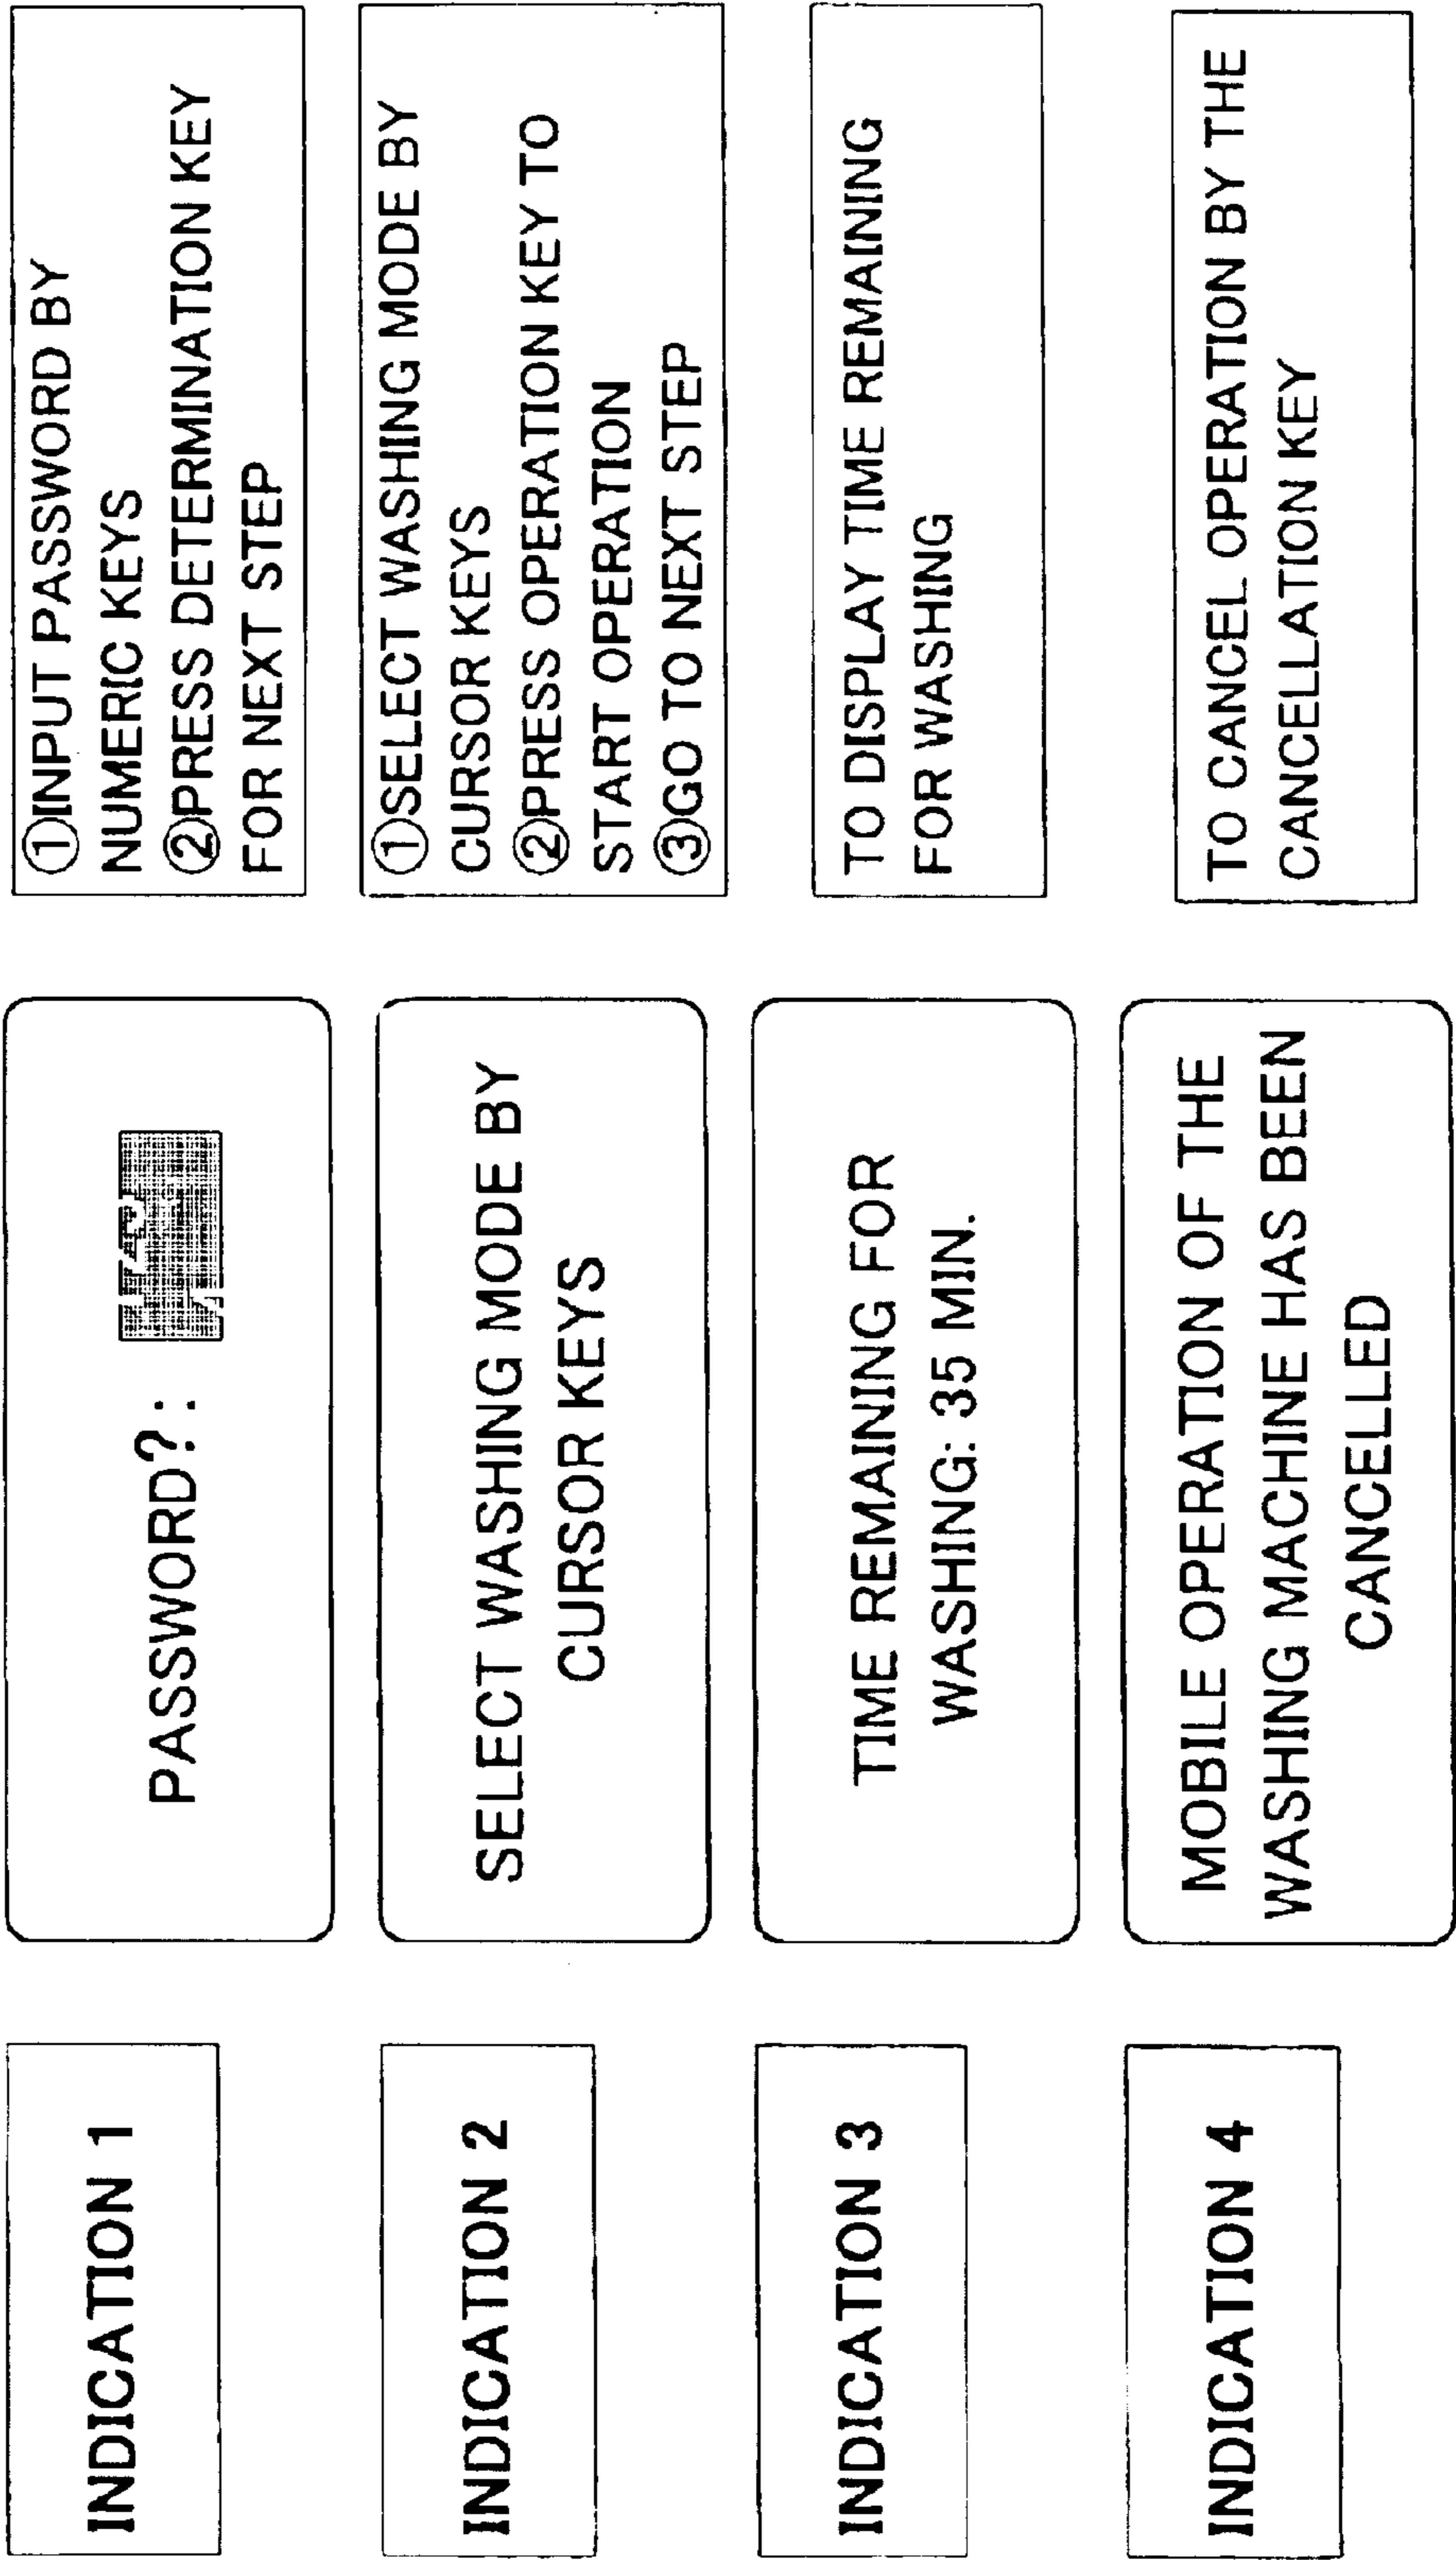 INDICATION 1
PASSWORD?:
①INPUT PASSWORD BY
NUMERIC KEYS
②PRESS DETERMINATION KEY
FOR NEXT STEP
INDICATION 2
SELECT WASHING MODE BY
CURSOR KEYS
①SELECT WASHING MODE BY
CURSOR KEYS
②PRESS OPERATION KEY TO
START OPERATION
③GO TO NEXT STEP
INDICATION 3
TIME REMAINING FOR
WASHING: 35 MIN.
TO DISPLAY TIME REMAINING
FOR WASHING
INDICATION 4
MOBILE OPERATION OF THE
WASHING MACHINE HAS BEEN
CANCELLED
TO CANCEL OPERATION BY THE
CANCELLATION KEY